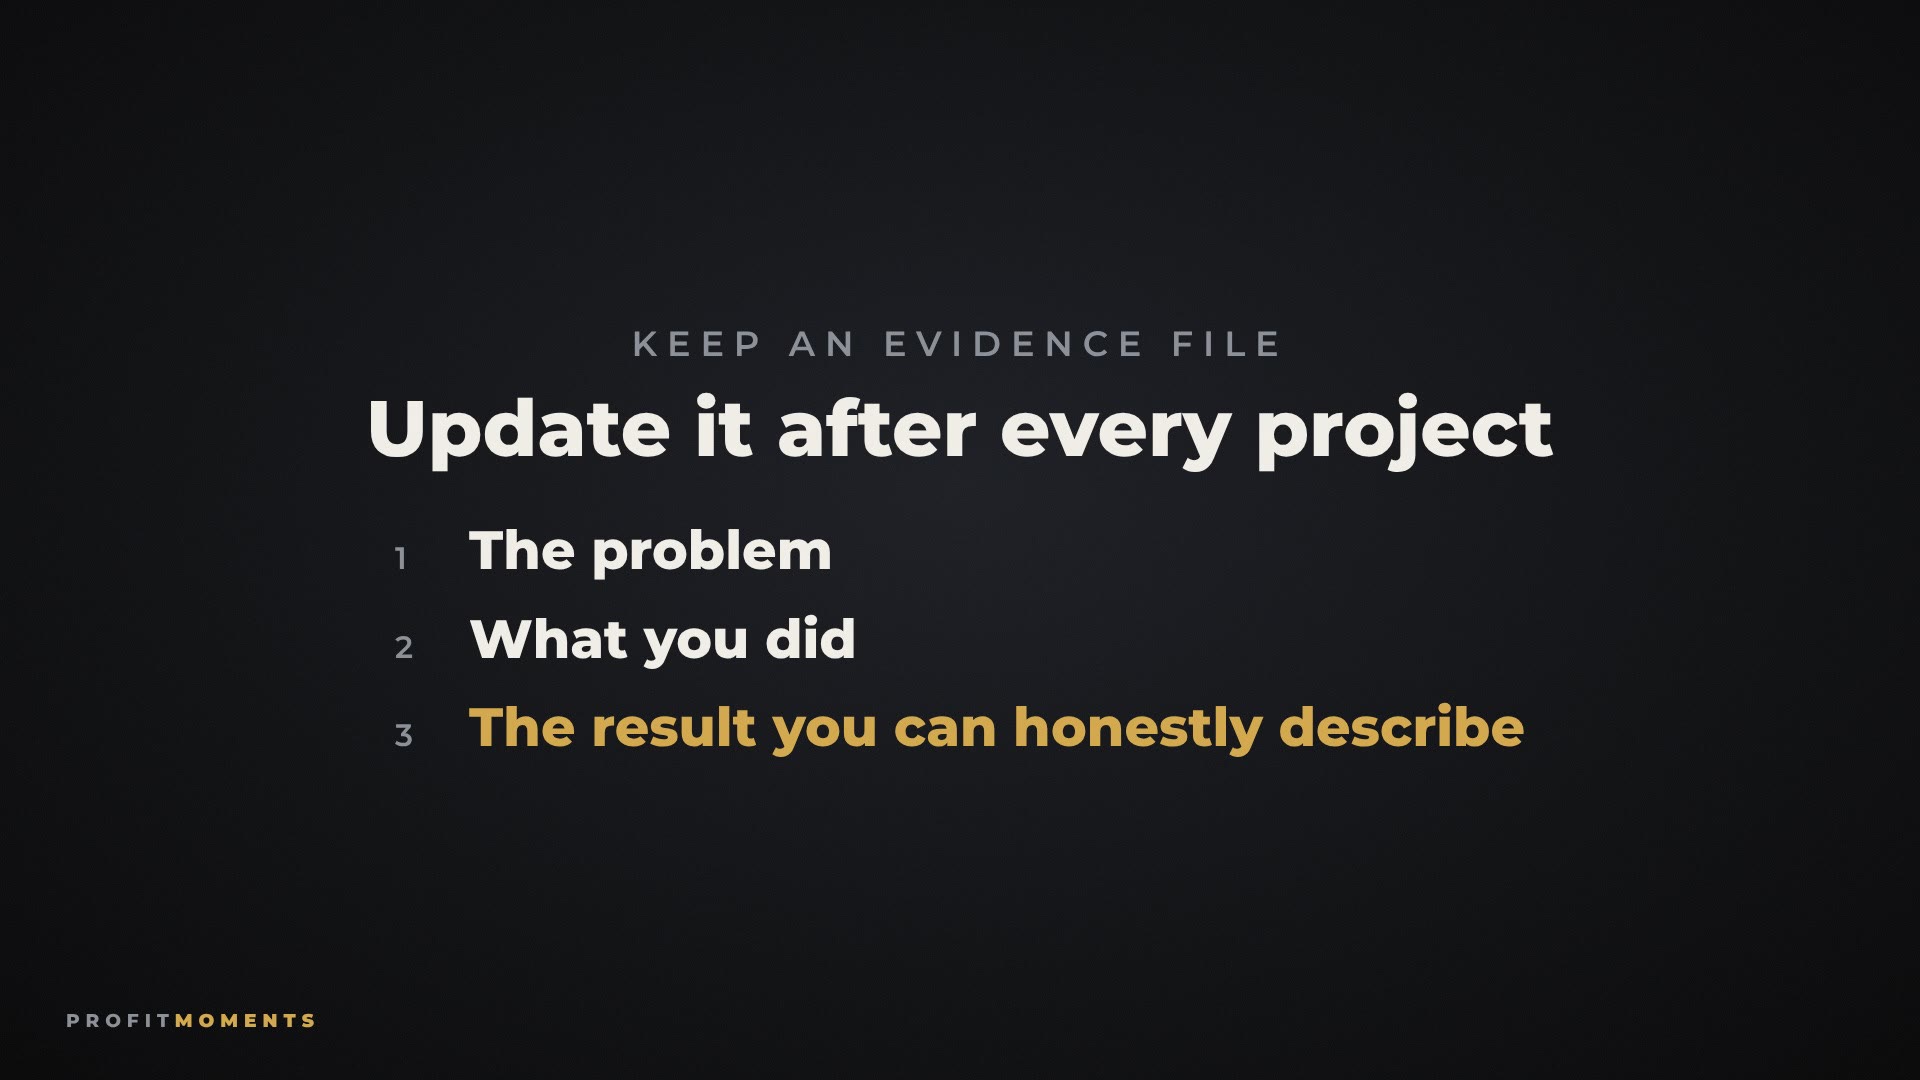 KEEP AN EVIDENCE FILE
Update it after every project
1 The problem
2 What you did
3 The result you can honestly describe
PROFITMOMENTS